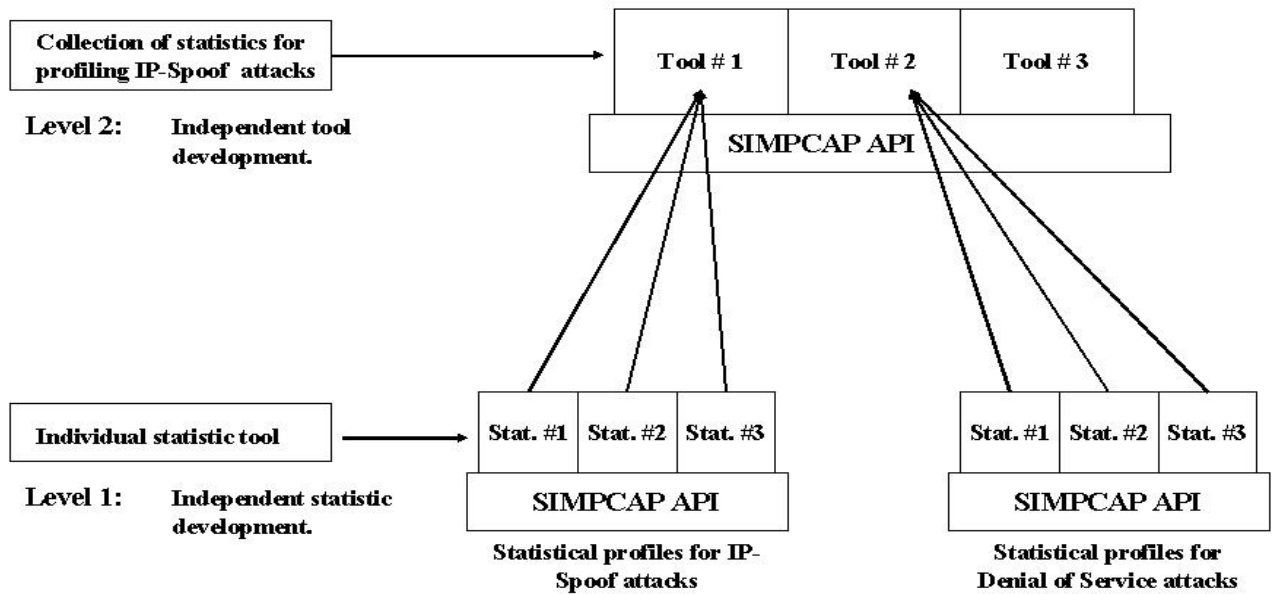 Collection of statistics for
profiling IP-Spoof attacks
Tool # 1
Tool # 2
Tool # 3
Level 2: Independent tool
development.
SIMPCAP API
Individual statistic tool
Stat. #1 Stat. #2 Stat. #3
Stat. #1 Stat. #2 Stat. #3
Level 1: Independent statistic
development.
SIMPCAP API
SIMPCAP API
Statistical profiles for IP-
Spoof attacks
Statistical profiles for
Denial of Service attacks